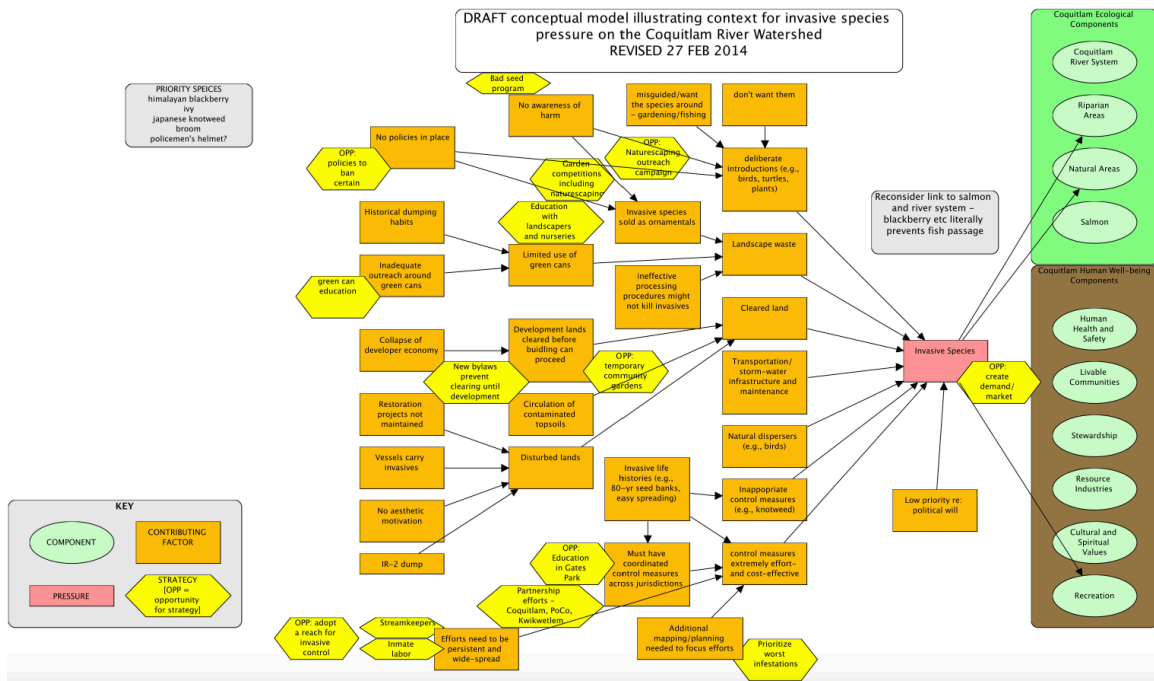 DRAFT conceptual model illustrating context for invasive species
pressure on the Coquitlam River Watershed
REVISED 27 FEB 2014
PRIORITY SPEICES
himalayan blackberry
ivy
japanese knotweed
broom
policemen's helmet?
Bad seed
program
No awareness of
harm
misguided/want
the species around
- gardening/fishing
don't want them
No policies in place
OPP:
policies to
ban
certain
Garden
competitions
including
naturescaping
OPP:
Naturescaping
outreach
campaign
deliberate
introductions (e.g.,
birds, turtles,
plants)
Historical dumping
habits
Education
with
landscapers
and nurseries
Invasive species
sold as ornamentals
Landscape waste
Inadequate
outreach around
green cans
Limited use of
green cans
green can
education
ineffective
processing
procedures might
not kill invasives
Cleared land
Collapse of
developer economy
Development lands
cleared before
buidling can
proceed
New bylaws
prevent
clearing until
development
OPP:
temporary
community
gardens
Transportation/
storm-water
infrastructure and
maintenance
Restoration
projects not
maintained
Circulation of
contaminated
topsoils
Natural dispersers
(e.g., birds)
Vessels carry
invasives
Disturbed lands
Invasive life
histories (e.g.,
80-yr seed banks,
easy spreading)
Inappopriate
control measures
(e.g., knotweed)
No aesthetic
motivation
IR-2 dump
OPP:
Education
in Gates
Park
Must have
coordinated
control measures
across jurisdictions
control measures
extremely effort-
and cost-effective
Partnership
efforts -
Coquitlam, PoCo,
Kwikwetlem
OPP: adopt
a reach for
invasive
control
Streamkeepers
Inmate
labor
Efforts need to be
persistent and
wide-spread
Additional
mapping/planning
needed to focus efforts
Prioritize
worst
infestations
Reconsider link to salmon
and river system -
blackberry etc literally
prevents fish passage
Invasive Species
OPP:
create
demand/
market
Low priority re:
political will
Coquitlam Ecological
Components
Coquitlam
River System
Riparian
Areas
Natural Areas
Salmon
Coquitlam Human Well-being
Components
Human
Health and
Safety
Livable
Communities
Stewardship
Resource
Industries
Cultural and
Spiritual
Values
Recreation
KEY
COMPONENT
CONTRIBUTING
FACTOR
PRESSURE
STRATEGY
[OPP =
opportunity
for strategy]